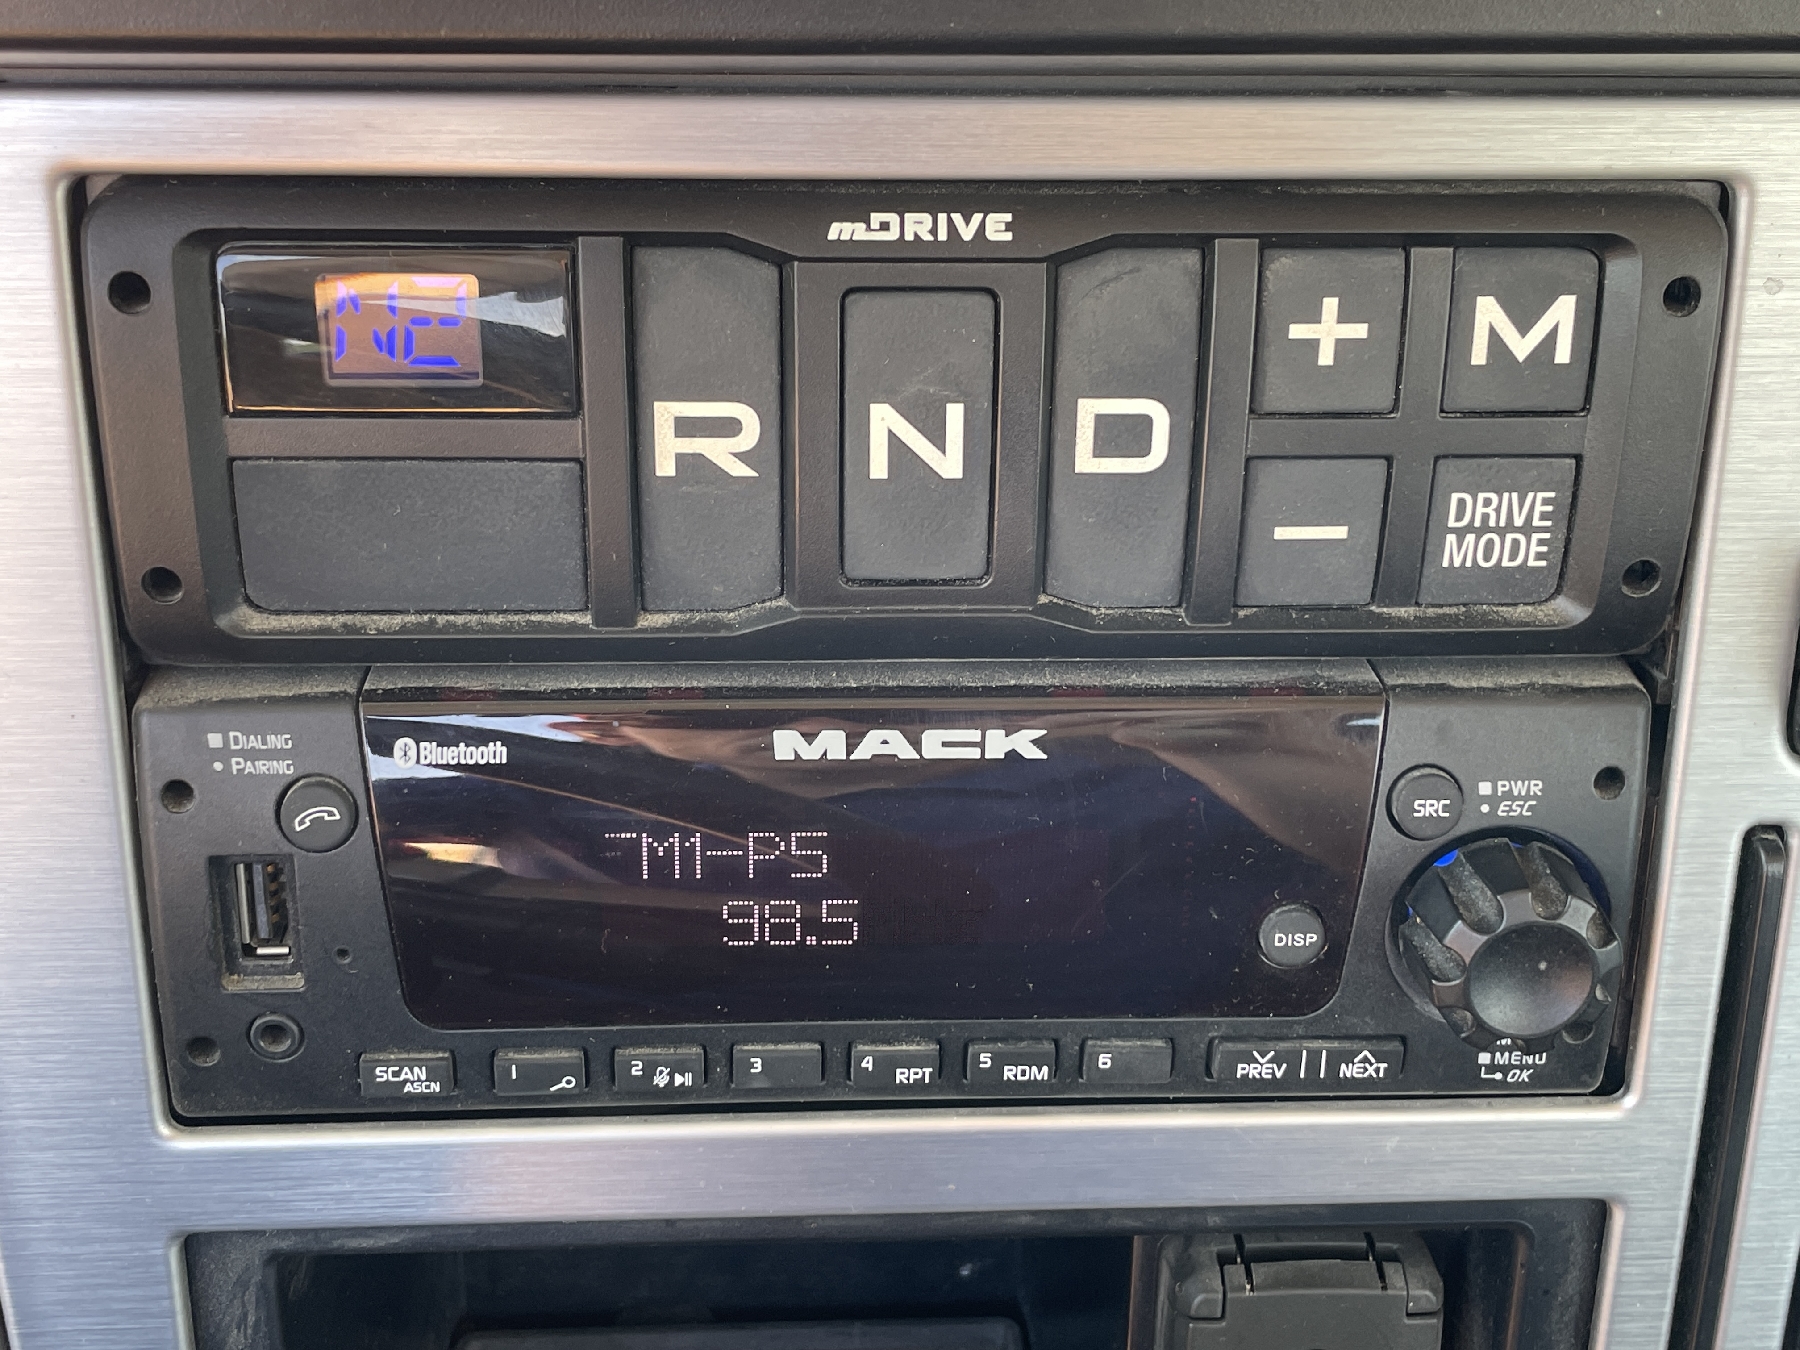 mDRIVE
N2
R
N
D
+
M
−
DRIVE
MODE
DIALING
PAIRING
Bluetooth
MACK
SRC
PWR
ESC
M1-P5
98.5
DISP
SCAN
ASCN
1
2
3
4 RPT
5 RDM
6
PREV
NEXT
MENU
OK